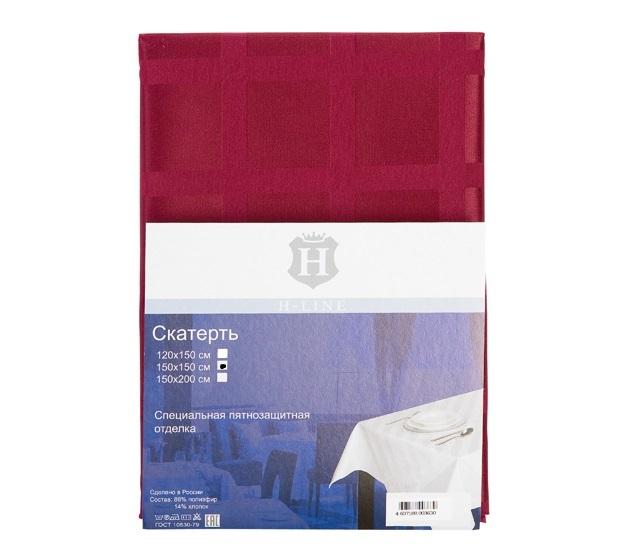 H
H-LINE
Скатерть
120x150 см
150x150 см
150x200 см
Специальная пятнозащитная
отделка
Сделано в России
Состав: 86% полиэфир
14% хлопок
ГОСТ 10530-79
EAC